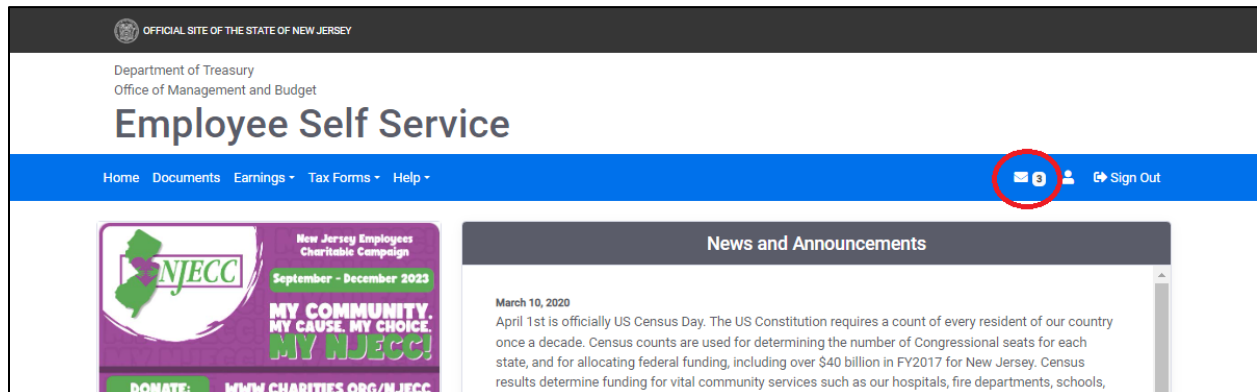 OFFICIAL SITE OF THE STATE OF NEW JERSEY
Department of Treasury
Office of Management and Budget
Employee Self Service
Home Documents Earnings Tax Forms Help 3 Sign Out
NJECC
New Jersey Employees
Charitable Campaign
September - December 2023
MY COMMUNITY.
MY CAUSE. MY CHOICE.
MY NJECC!
DONATE: WWW.CHARITIES.ORG/NJECC
News and Announcements
March 10, 2020
April 1st is officially US Census Day. The US Constitution requires a count of every resident of our country
once a decade. Census counts are used for determining the number of Congressional seats for each
state, and for allocating federal funding, including over $40 billion in FY2017 for New Jersey. Census
results determine funding for vital community services such as our hospitals, fire departments, schools,